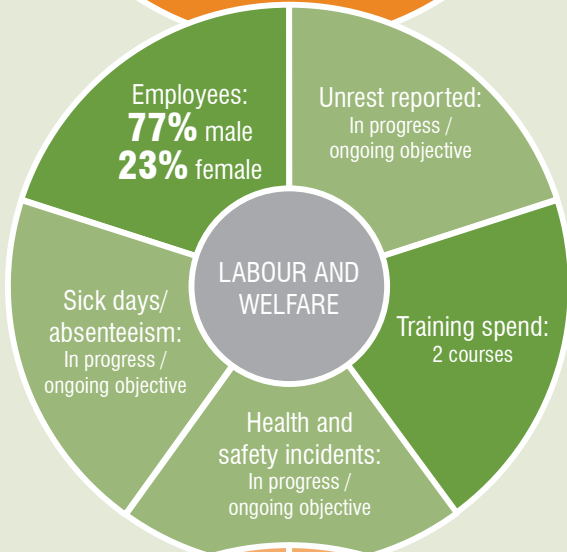 Employees:
77% male
23% female
Unrest reported:
In progress /
ongoing objective
LABOUR AND
WELFARE
Sick days/
absenteeism:
In progress /
ongoing objective
Training spend:
2 courses
Health and
safety incidents:
In progress /
ongoing objective